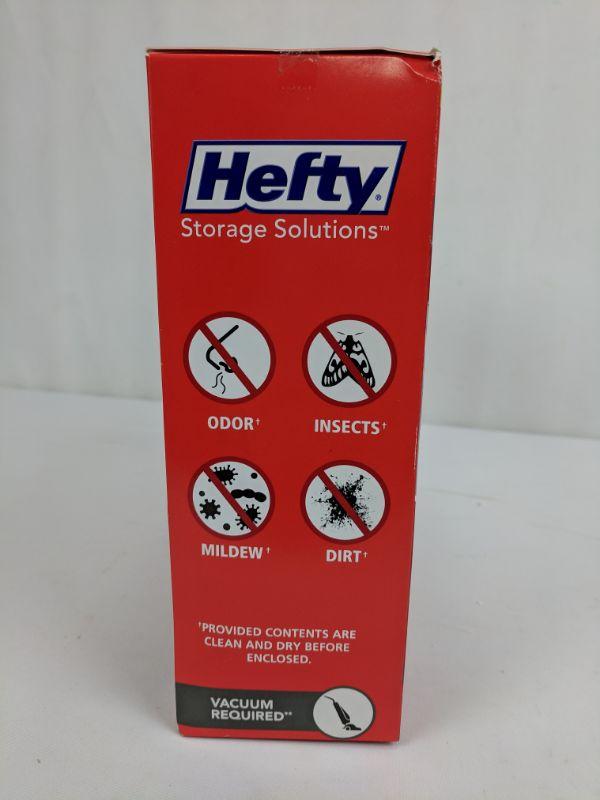 Hefty®
Storage Solutions™
ODOR† INSECTS†
MILDEW† DIRT†
†PROVIDED CONTENTS ARE
CLEAN AND DRY BEFORE
ENCLOSED.
VACUUM
REQUIRED**